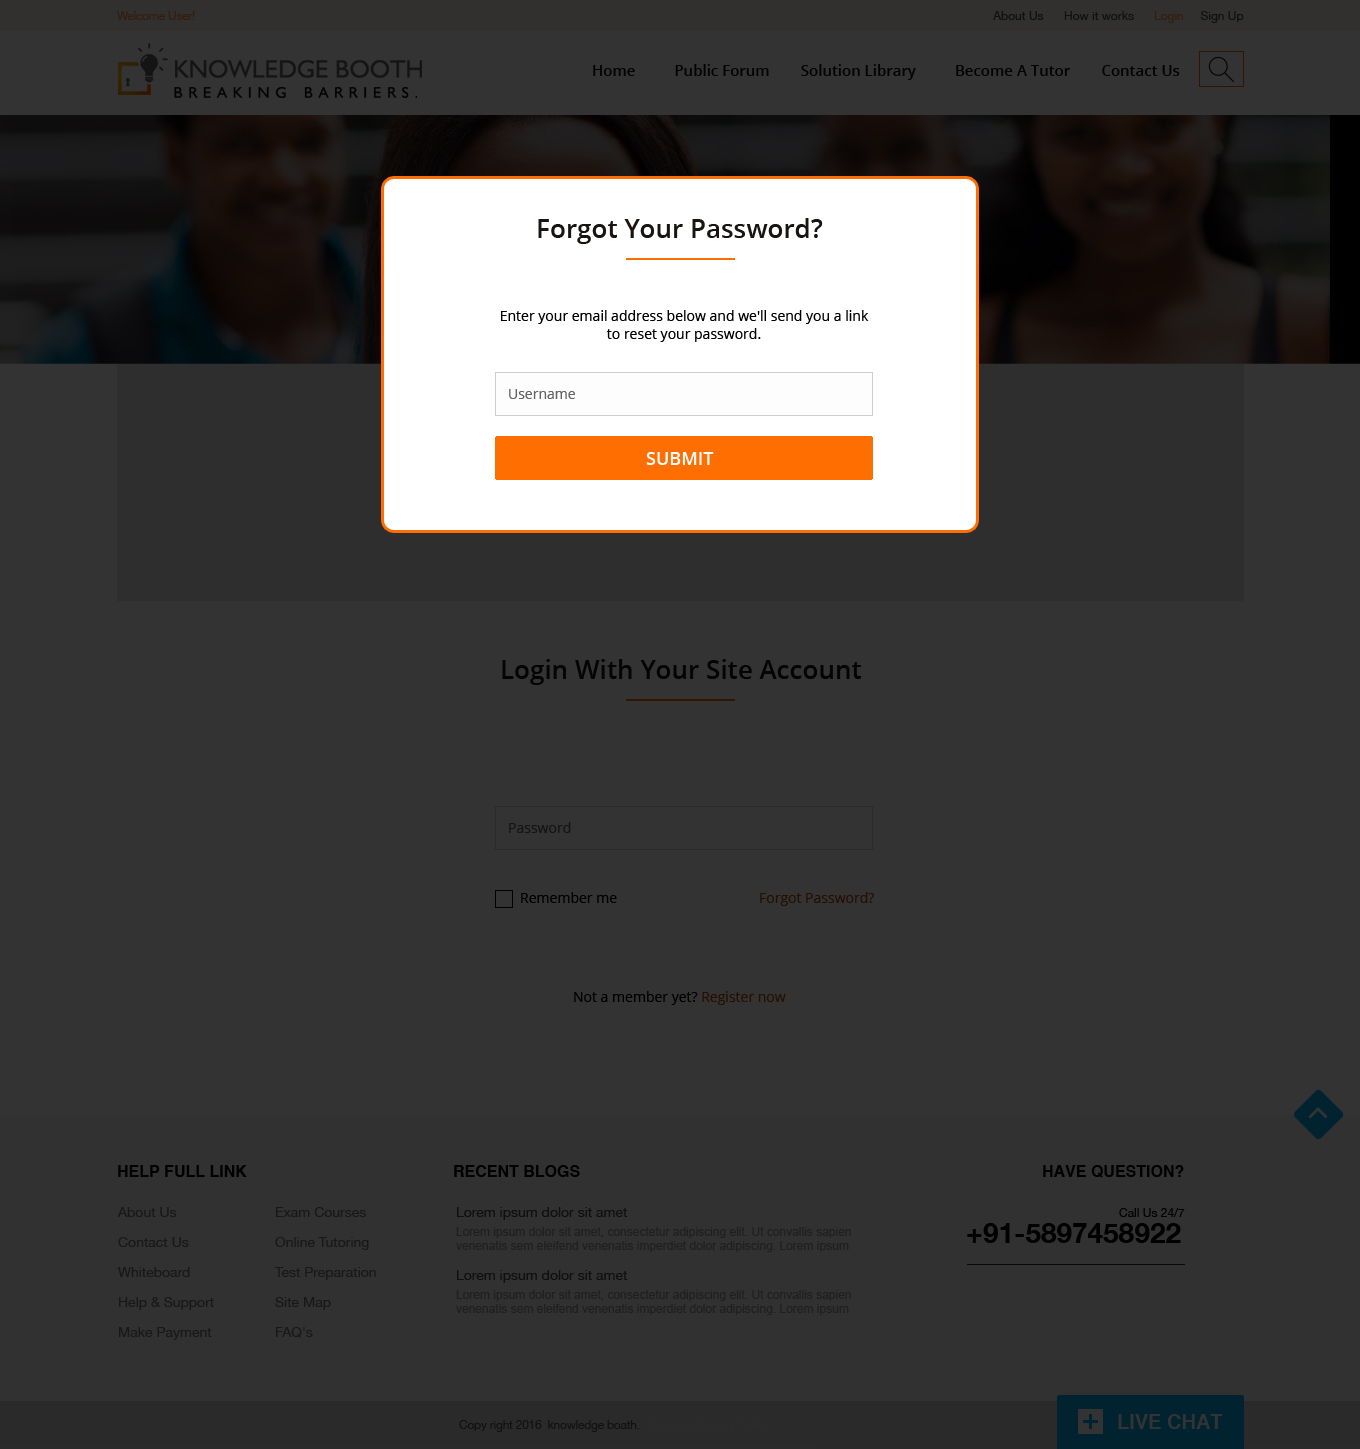 Welcome User!
About Us
How it works
Login
Sign Up
KNOWLEDGE BOOTH
BREAKING BARRIERS.
Home
Public Forum
Solution Library
Become A Tutor
Contact Us
Forgot Your Password?
Enter your email address below and we'll send you a link
to reset your password.
Username
SUBMIT
Login With Your Site Account
Password
Remember me
Forgot Password?
Not a member yet? Register now
HELP FULL LINK
About Us
Contact Us
Whiteboard
Help & Support
Make Payment
Exam Courses
Online Tutoring
Test Preparation
Site Map
FAQ's
RECENT BLOGS
Lorem ipsum dolor sit amet
Lorem ipsum dolor sit amet, consectetur adipiscing elit. Ut convallis sapien
venenatis sem eleifend venenatis imperdiet dolor adipiscing. Lorem ipsum
Lorem ipsum dolor sit amet
Lorem ipsum dolor sit amet, consectetur adipiscing elit. Ut convallis sapien
venenatis sem eleifend venenatis imperdiet dolor adipiscing. Lorem ipsum
HAVE QUESTION?
Call Us 24/7
+91-5897458922
Copy right 2016 knowledge booth.
LIVE CHAT